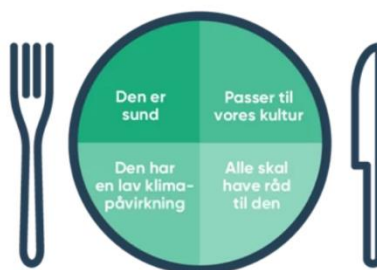 Den er
sund
Passer til
vores kultur
Den har
en lav klima-
påvirkning
Alle skal
have råd
til den